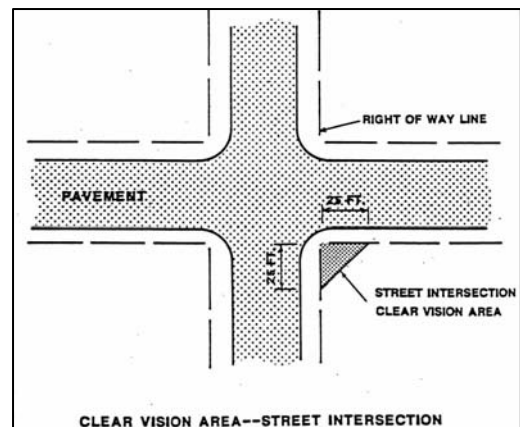 RIGHT OF WAY LINE
PAVEMENT
25 FT.
25 FT.
STREET INTERSECTION
CLEAR VISION AREA
CLEAR VISION AREA--STREET INTERSECTION